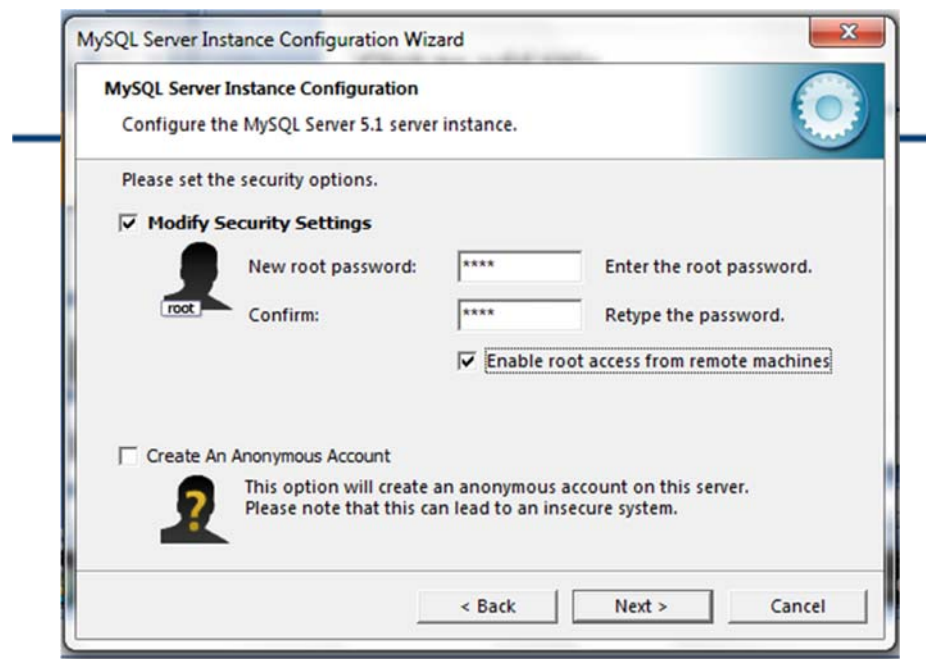 MySQL Server Instance Configuration Wizard
MySQL Server Instance Configuration
Configure the MySQL Server 5.1 server instance.
Please set the security options.
Modify Security Settings
root
New root password: **** Enter the root password.
Confirm: **** Retype the password.
Enable root access from remote machines
Create An Anonymous Account
?
This option will create an anonymous account on this server.
Please note that this can lead to an insecure system.
< Back Next > Cancel